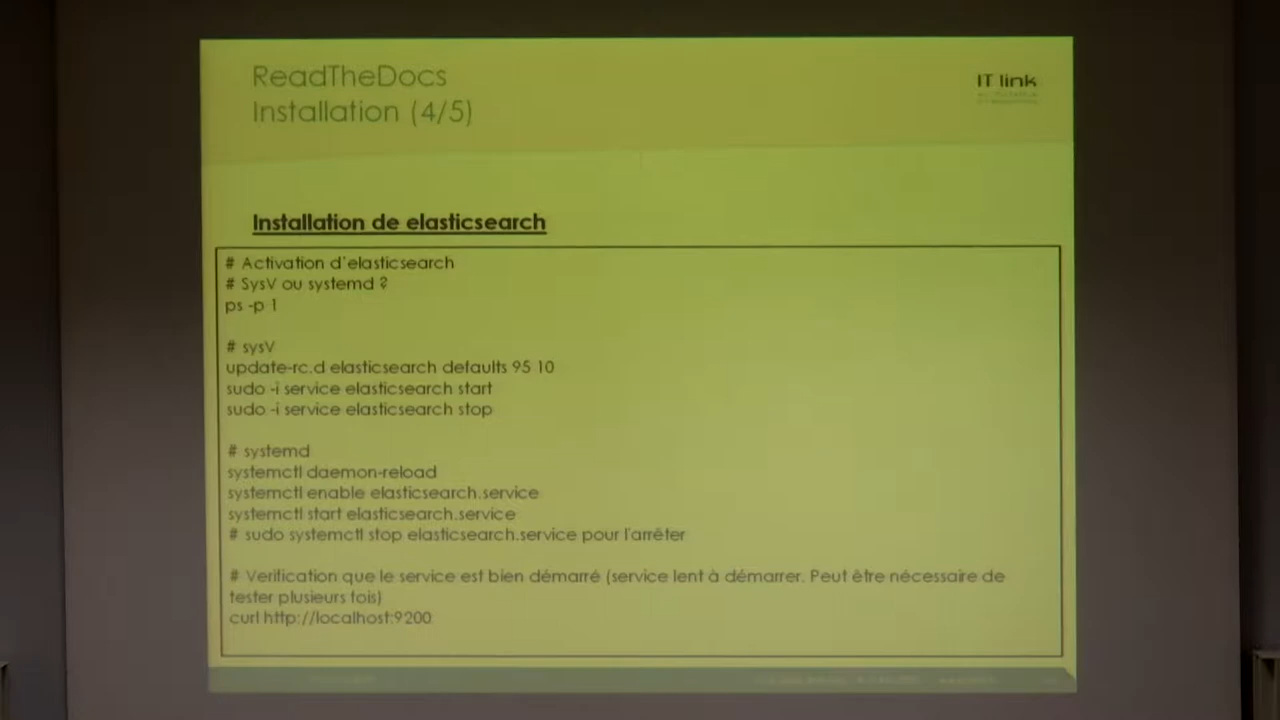 ReadTheDocs
Installation (4/5)
IT link
Installation de elasticsearch
# Activation d'elasticsearch
# SysV ou systemd ?
ps -p 1
# sysV
update-rc.d elasticsearch defaults 95 10
sudo -i service elasticsearch start
sudo -i service elasticsearch stop
# systemd
systemctl daemon-reload
systemctl enable elasticsearch.service
systemctl start elasticsearch.service
# sudo systemctl stop elasticsearch.service pour l'arrêter
# Verification que le service est bien démarré (service lent à démarrer. Peut être nécessaire de
tester plusieurs fois)
curl http://localhost:9200